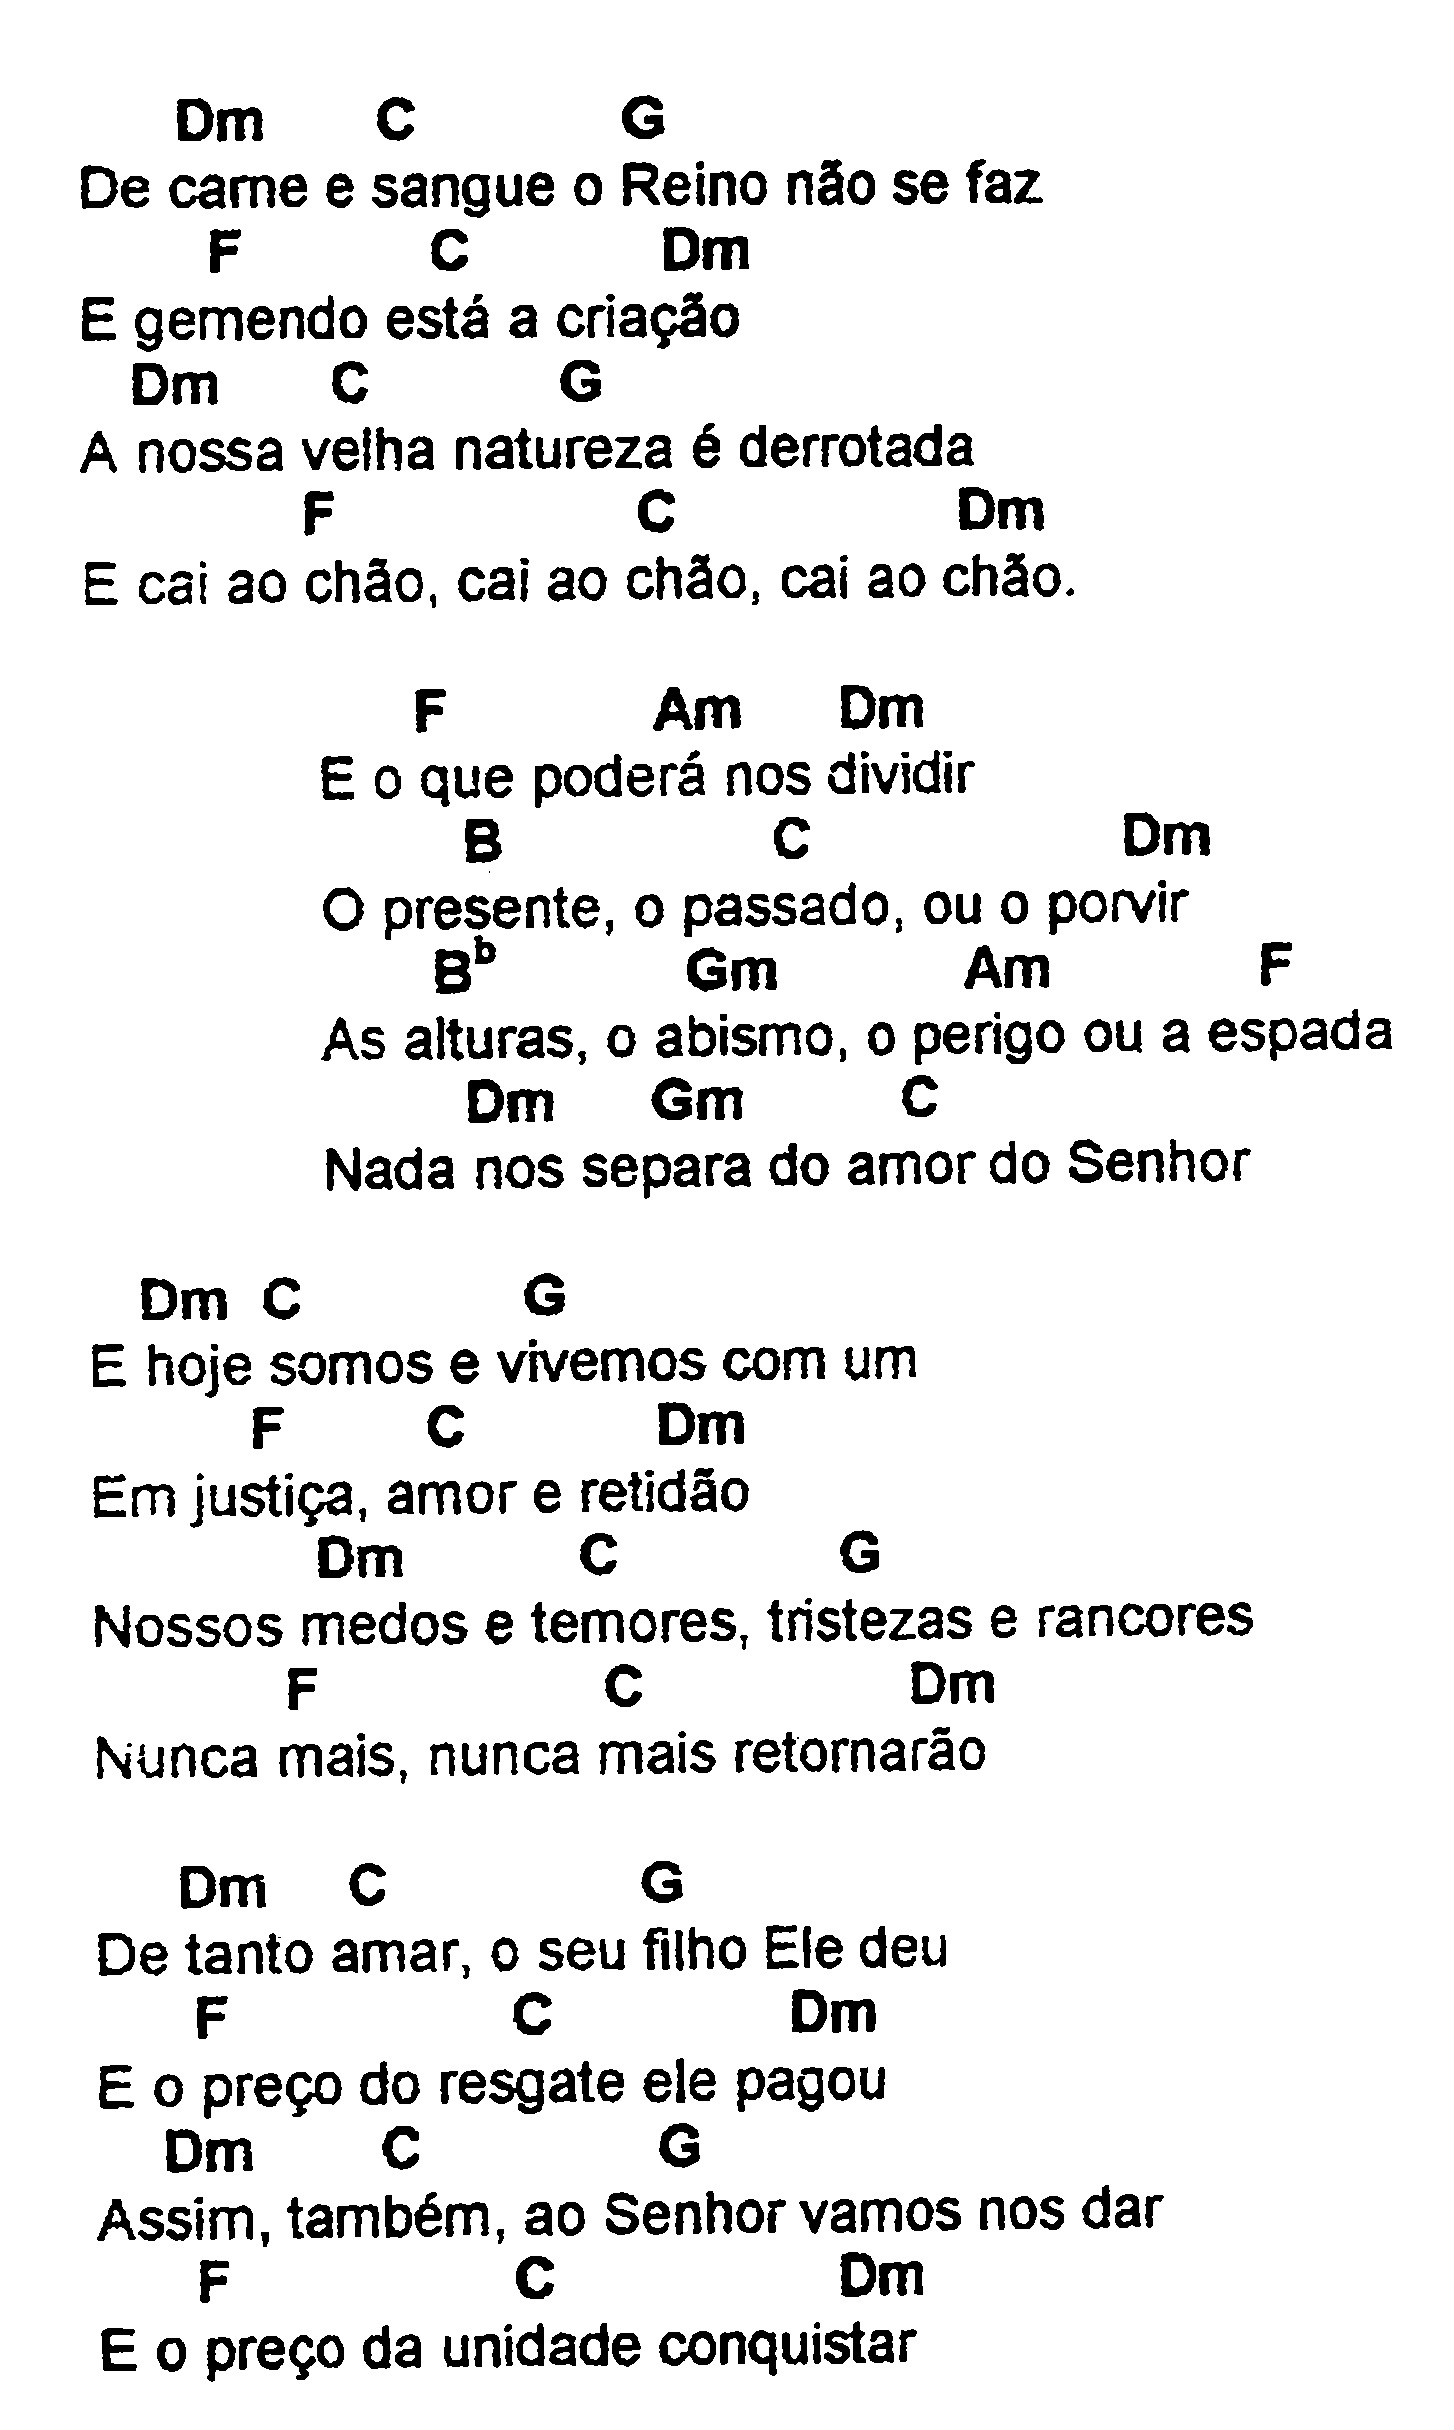 Dm C G
De carne e sangue o Reino não se faz
F C Dm
E gemendo está a criação
Dm C G
A nossa velha natureza é derrotada
F C Dm
E cai ao chão, cai ao chão, cai ao chão.
F Am Dm
E o que poderá nos dividir
B C Dm
O presente, o passado, ou o porvir
Bb Gm Am F
As alturas, o abismo, o perigo ou a espada
Dm Gm C
Nada nos separa do amor do Senhor
Dm C G
E hoje somos e vivemos com um
F C Dm
Em justiça, amor e retidão
Dm C G
Nossos medos e temores, tristezas e rancores
F C Dm
Nunca mais, nunca mais retornarão
Dm C G
De tanto amar, o seu filho Ele deu
F C Dm
E o preço do resgate ele pagou
Dm C G
Assim, também, ao Senhor vamos nos dar
F C Dm
E o preço da unidade conquistar